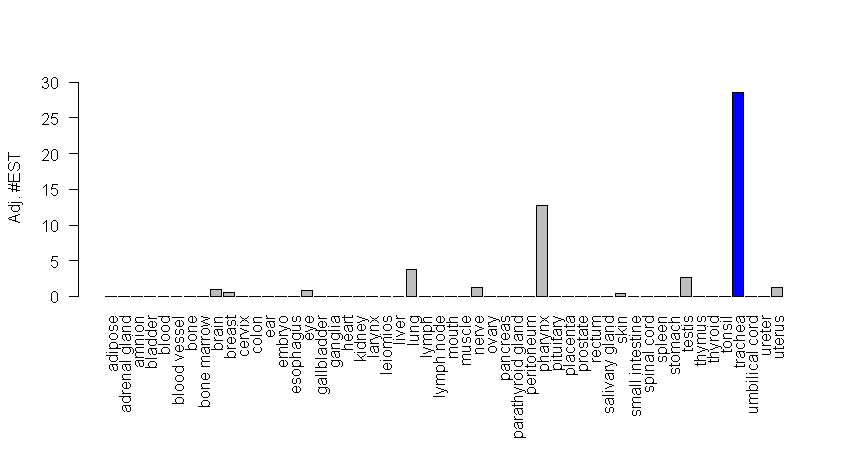 Adj. #EST
30
25
20
15
10
5
0
adipose
adrenal gland
amnion
bladder
blood
blood vessel
bone
bone marrow
brain
breast
cervix
colon
ear
embryo
esophagus
eye
gallbladder
ganglia
heart
kidney
larynx
leiomios
liver
lung
lymph
lymph node
mouth
muscle
nerve
ovary
pancreas
parathyroid gland
peritoneum
pharynx
pituitary
placenta
prostate
rectum
salivary gland
skin
small intestine
spinal cord
spleen
stomach
testis
thymus
thyroid
tonsil
trachea
umbilical cord
ureter
uterus